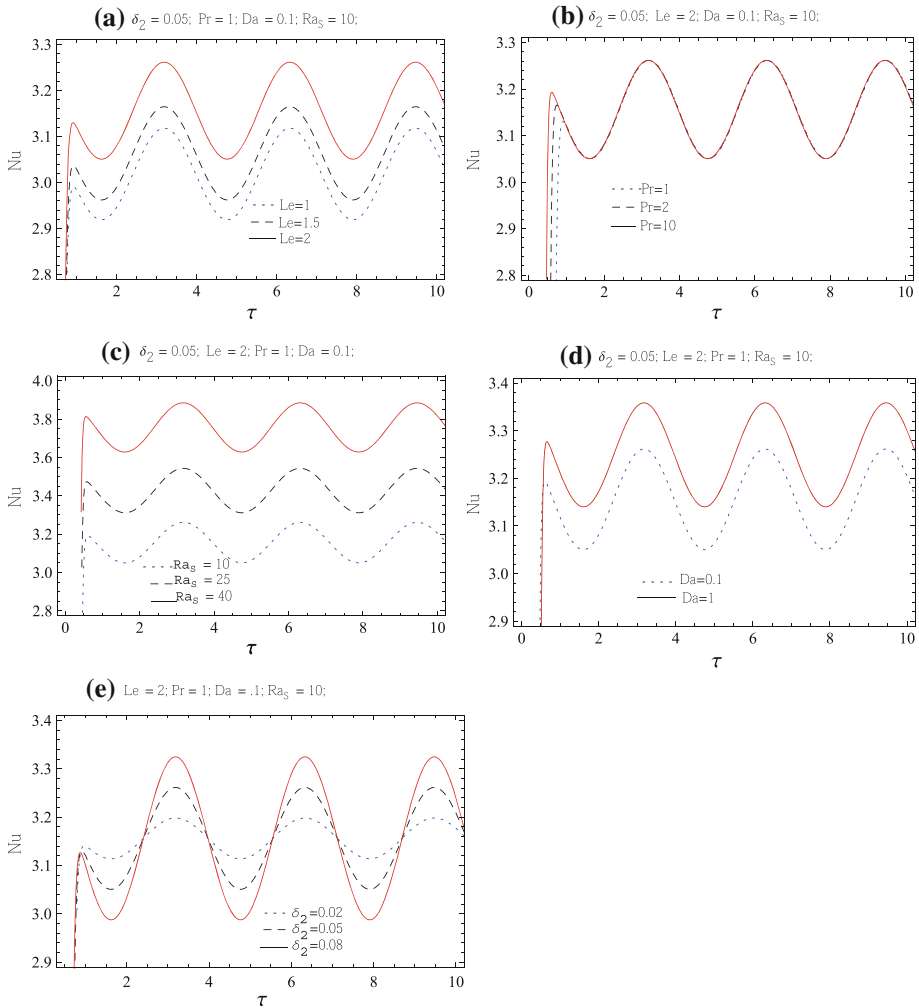 (a) δ2 = 0.05; Pr = 1; Da = 0.1; RaS = 10;
3.3
3.2
3.1
3.0
2.9
2.8
Nu
Le=1
Le=1.5
Le=2
2 4 6 8 10
τ
(b) δ2 = 0.05; Le = 2; Da = 0.1; RaS = 10;
3.3
3.2
3.1
3.0
2.9
2.8
Nu
Pr=1
Pr=2
Pr=10
0 2 4 6 8 10
τ
(c) δ2 = 0.05; Le = 2; Pr = 1; Da = 0.1;
4.0
3.8
3.6
3.4
3.2
3.0
2.8
Nu
RaS = 10
RaS = 25
RaS = 40
0 2 4 6 8 10
τ
(d) δ2 = 0.05; Le = 2; Pr = 1; RaS = 10;
3.4
3.3
3.2
3.1
3.0
2.9
Nu
Da=0.1
Da=1
0 2 4 6 8 10
τ
(e) Le = 2; Pr = 1; Da = .1; RaS = 10;
3.4
3.3
3.2
3.1
3.0
2.9
Nu
δ2=0.02
δ2=0.05
δ2=0.08
2 4 6 8 10
τ